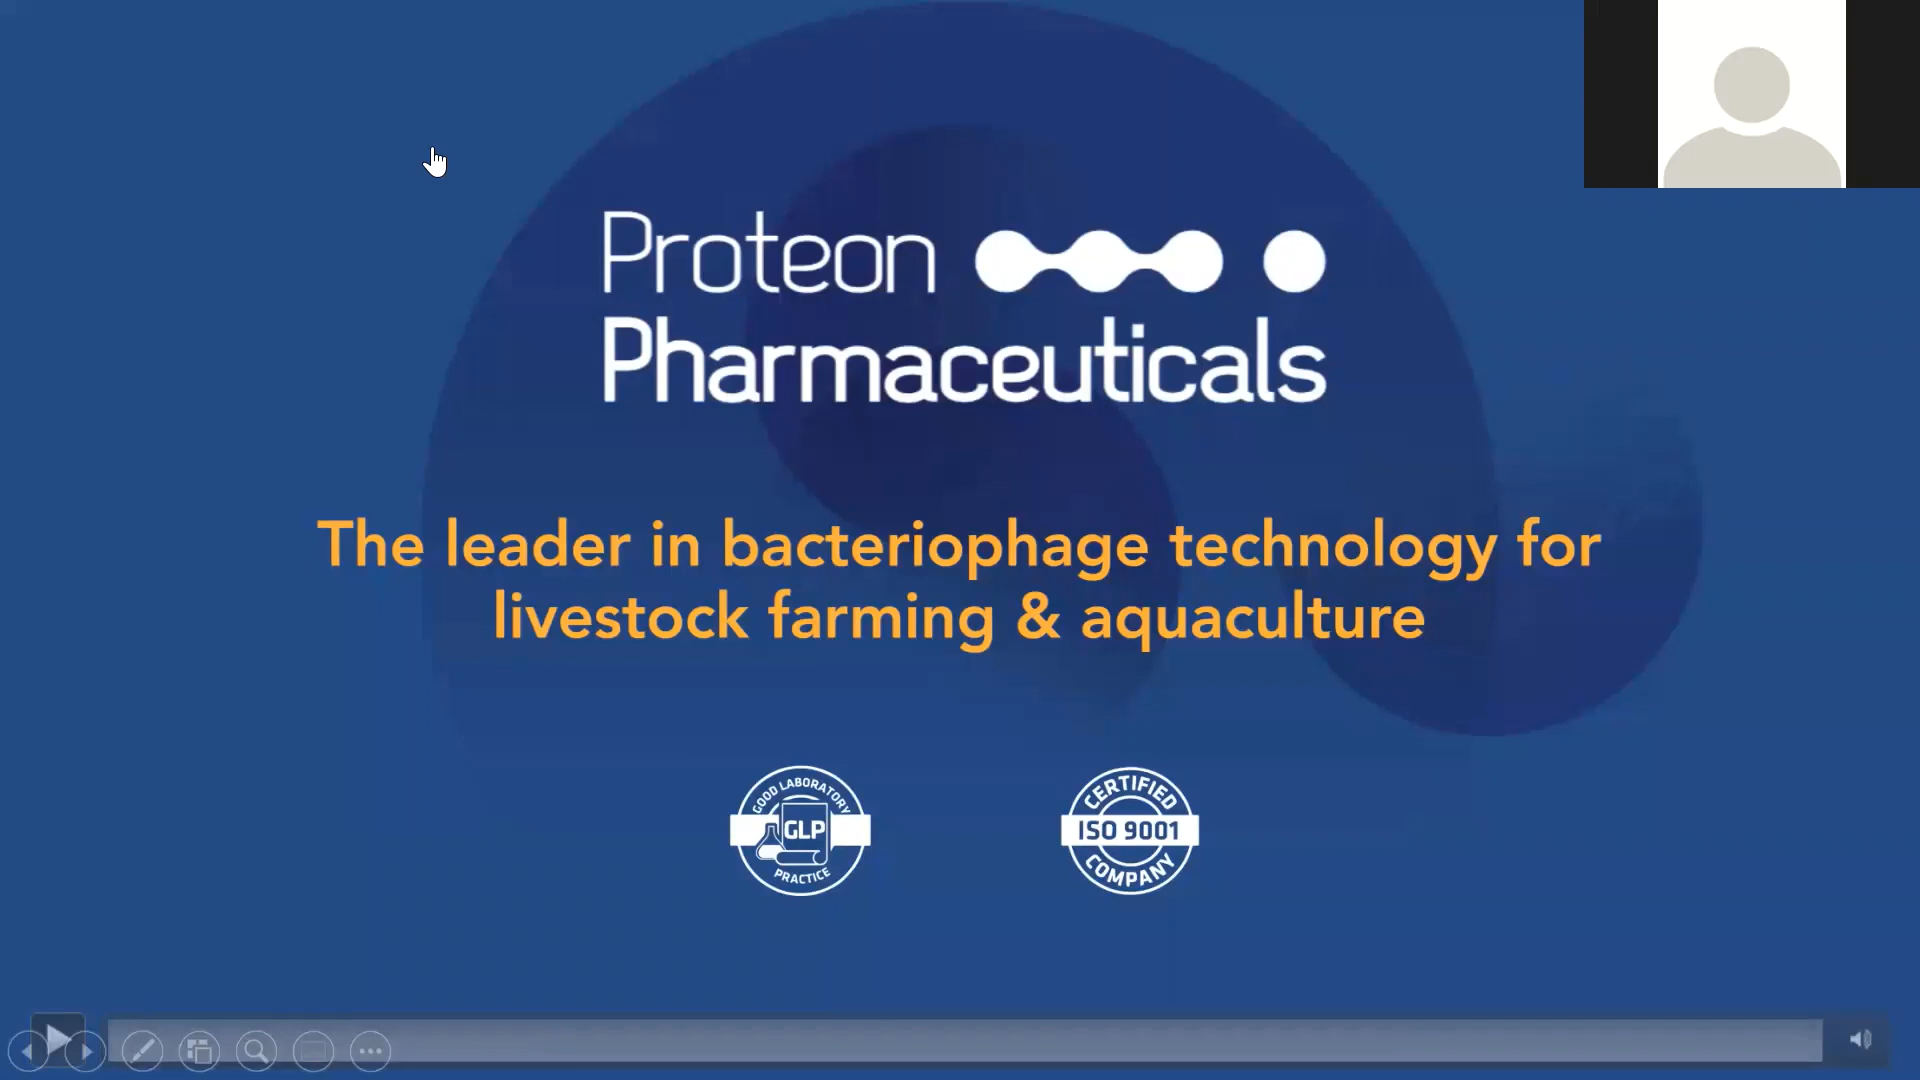 Proteon
Pharmaceuticals
The leader in bacteriophage technology for
livestock farming & aquaculture
GOOD LABORATORY
GLP
PRACTICE
CERTIFIED
ISO 9001
COMPANY